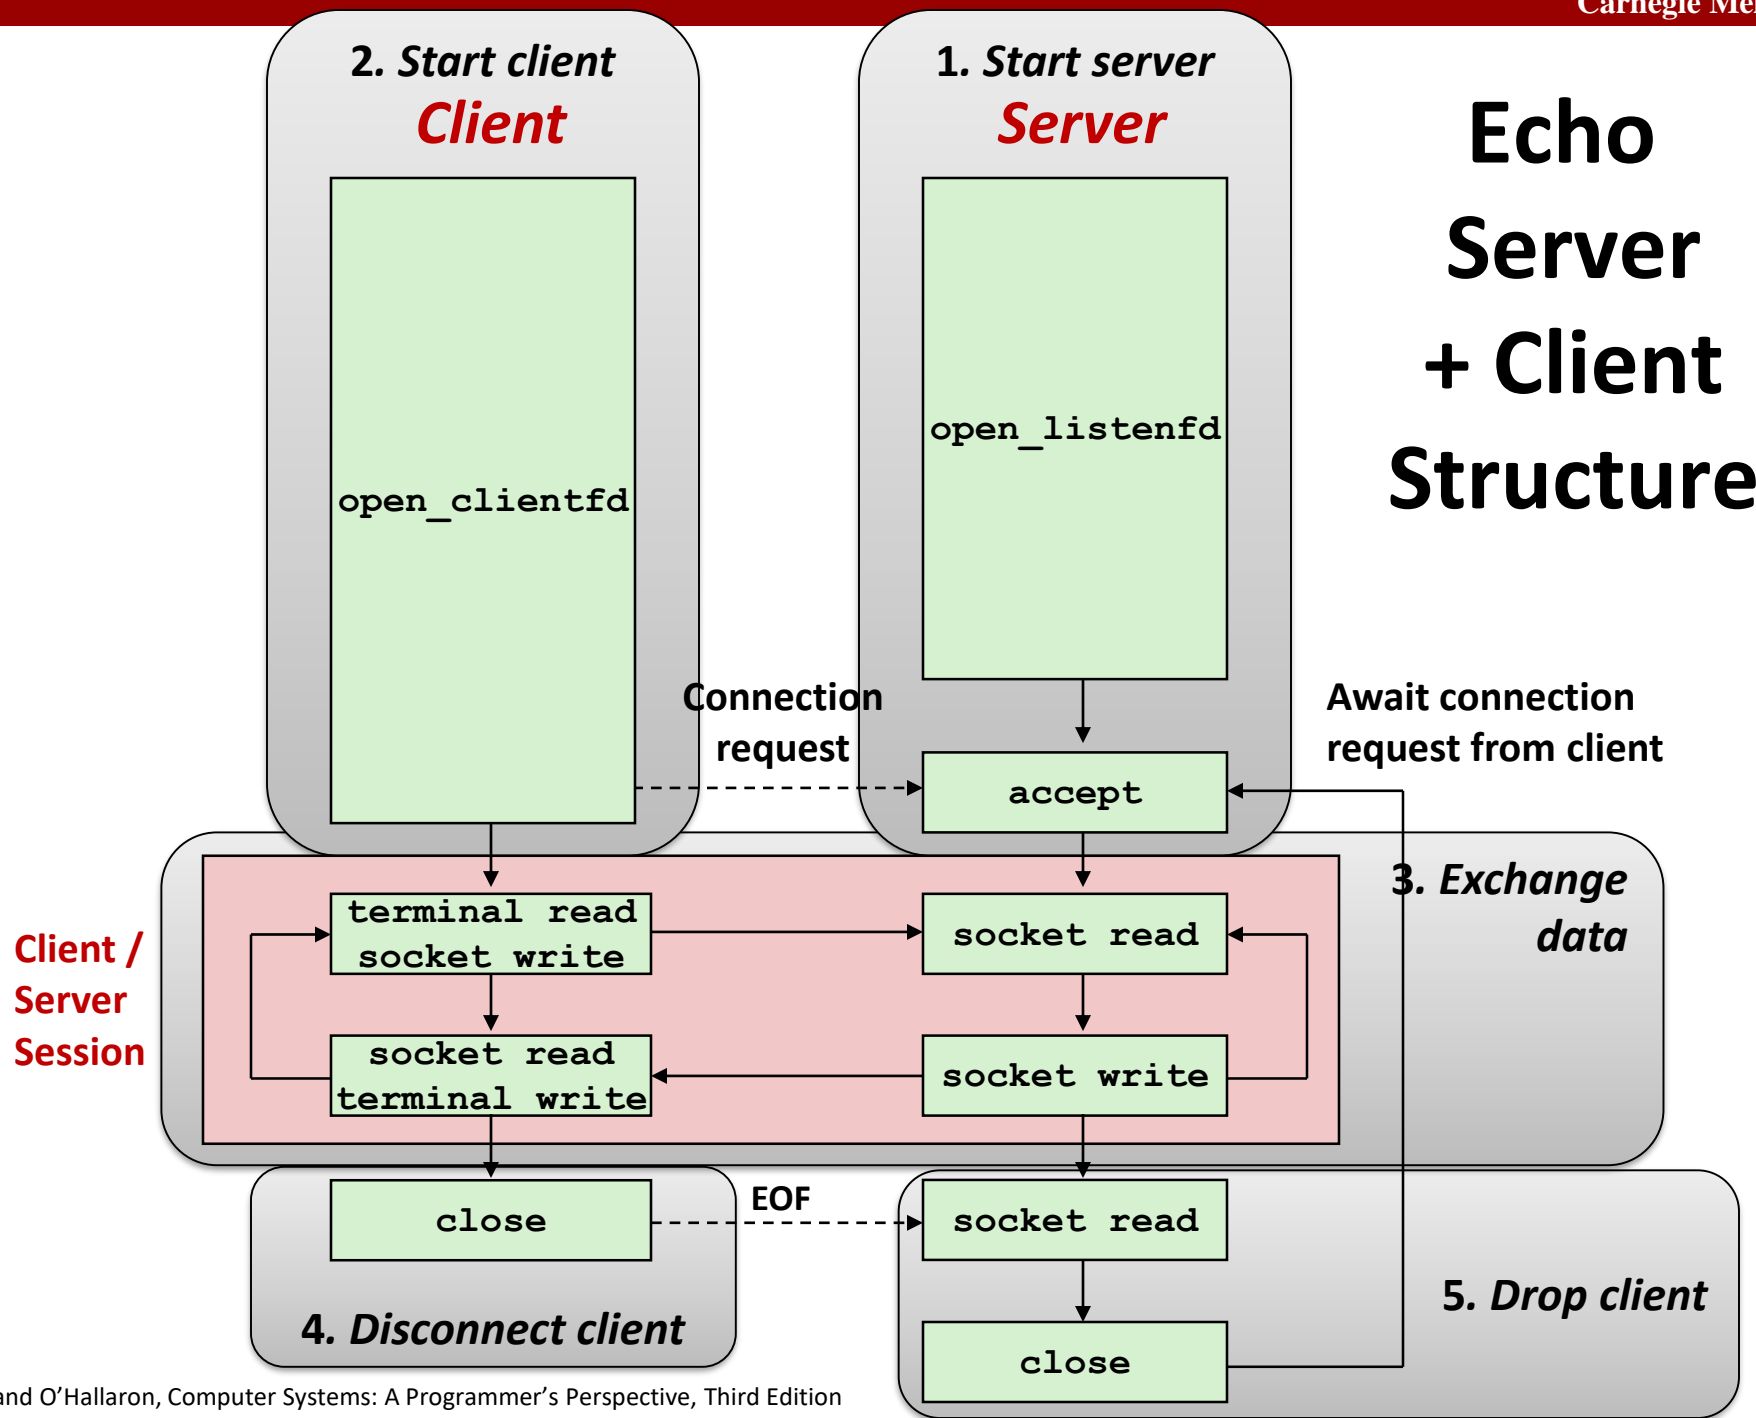 Carnegie
2. Start client
Client
1. Start server
Server
Echo
Server
+ Client
Structure
open_clientfd
open_listenfd
Connection
request
Await connection
request from client
accept
3. Exchange
data
Client /
Server
Session
terminal read
socket write
socket read
socket read
terminal write
socket write
close
EOF
socket read
4. Disconnect client
5. Drop client
close
and O'Hallaron, Computer Systems: A Programmer's Perspective, Third Edition